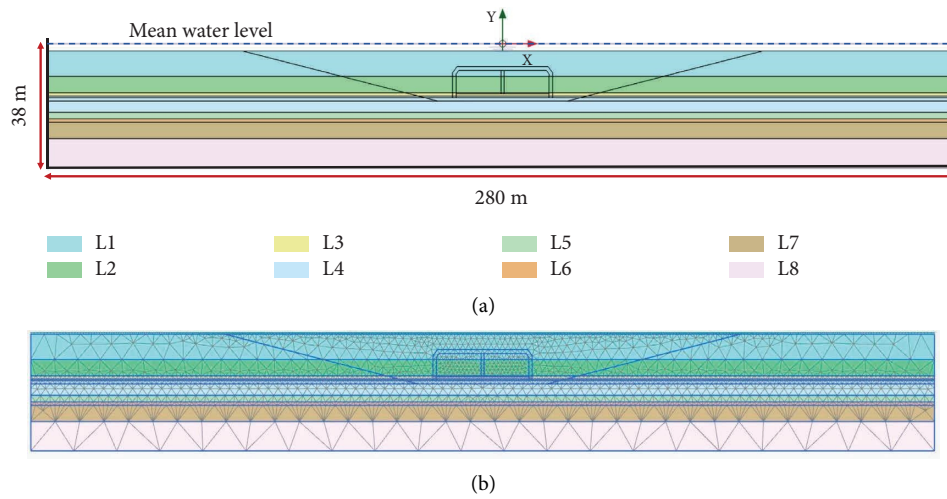 Mean water level
Y
X
38 m
280 m
L1 L3 L5 L7
L2 L4 L6 L8
(a)
(b)